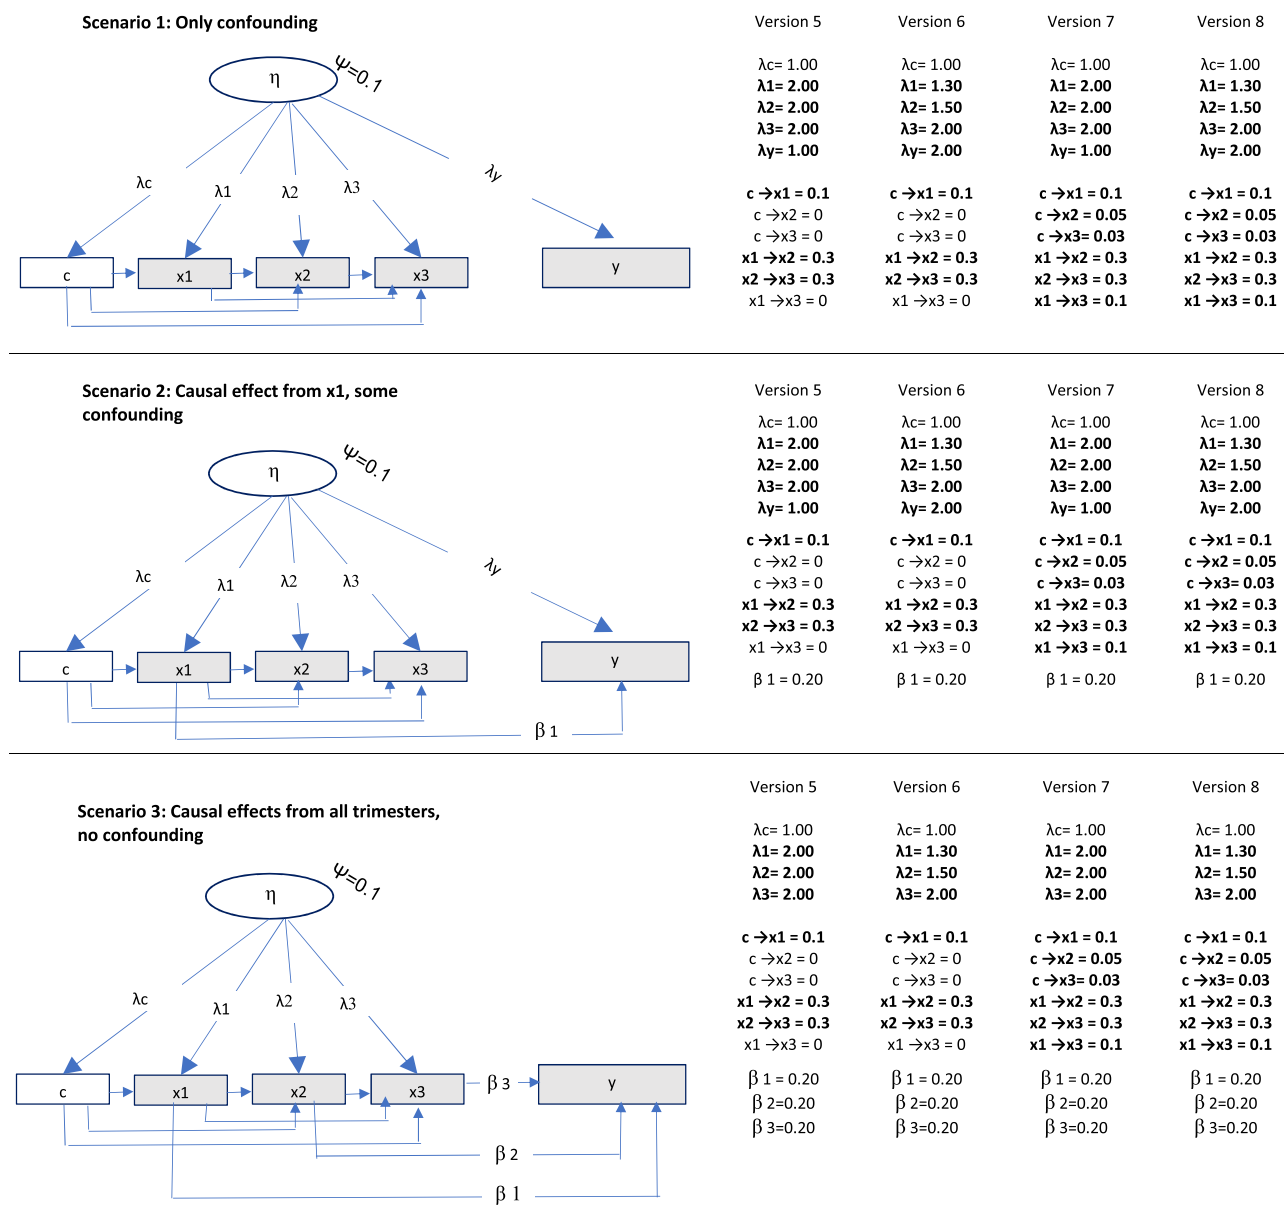 Scenario 1: Only confounding
η
Ψ=0.1
λc
λ1
λ2
λ3
λy
c
x1
x2
x3
y
Version 5
λc= 1.00
λ1= 2.00
λ2= 2.00
λ3= 2.00
λy= 1.00
c →x1 = 0.1
c →x2 = 0
c →x3 = 0
x1 →x2 = 0.3
x2 →x3 = 0.3
x1 →x3 = 0
Version 6
λc= 1.00
λ1= 1.30
λ2= 1.50
λ3= 2.00
λy= 2.00
c →x1 = 0.1
c →x2 = 0
c →x3 = 0
x1 →x2 = 0.3
x2 →x3 = 0.3
x1 →x3 = 0
Version 7
λc= 1.00
λ1= 2.00
λ2= 2.00
λ3= 2.00
λy= 1.00
c →x1 = 0.1
c →x2 = 0.05
c →x3= 0.03
x1 →x2 = 0.3
x2 →x3 = 0.3
x1 →x3 = 0.1
Version 8
λc= 1.00
λ1= 1.30
λ2= 1.50
λ3= 2.00
λy= 2.00
c →x1 = 0.1
c →x2 = 0.05
c →x3= 0.03
x1 →x2 = 0.3
x2 →x3 = 0.3
x1 →x3 = 0.1
Scenario 2: Causal effect from x1, some
confounding
η
Ψ=0.1
λc
λ1
λ2
λ3
λy
c
x1
x2
x3
y
β 1
Version 5
λc= 1.00
λ1= 2.00
λ2= 2.00
λ3= 2.00
λy= 1.00
c →x1 = 0.1
c →x2 = 0
c →x3 = 0
x1 →x2 = 0.3
x2 →x3 = 0.3
x1 →x3 = 0
β 1 = 0.20
Version 6
λc= 1.00
λ1= 1.30
λ2= 1.50
λ3= 2.00
λy= 2.00
c →x1 = 0.1
c →x2 = 0
c →x3 = 0
x1 →x2 = 0.3
x2 →x3 = 0.3
x1 →x3 = 0
β 1 = 0.20
Version 7
λc= 1.00
λ1= 2.00
λ2= 2.00
λ3= 2.00
λy= 1.00
c →x1 = 0.1
c →x2 = 0.05
c →x3= 0.03
x1 →x2 = 0.3
x2 →x3 = 0.3
x1 →x3 = 0.1
β 1 = 0.20
Version 8
λc= 1.00
λ1= 1.30
λ2= 1.50
λ3= 2.00
λy= 2.00
c →x1 = 0.1
c →x2 = 0.05
c →x3= 0.03
x1 →x2 = 0.3
x2 →x3 = 0.3
x1 →x3 = 0.1
β 1 = 0.20
Scenario 3: Causal effects from all trimesters,
no confounding
η
Ψ=0.1
λc
λ1
λ2
λ3
c
x1
x2
x3
β 3
y
β 2
β 1
Version 5
λc= 1.00
λ1= 2.00
λ2= 2.00
λ3= 2.00
c →x1 = 0.1
c →x2 = 0
c →x3 = 0
x1 →x2 = 0.3
x2 →x3 = 0.3
x1 →x3 = 0
β 1 = 0.20
β 2=0.20
β 3=0.20
Version 6
λc= 1.00
λ1= 1.30
λ2= 1.50
λ3= 2.00
c →x1 = 0.1
c →x2 = 0
c →x3 = 0
x1 →x2 = 0.3
x2 →x3 = 0.3
x1 →x3 = 0
β 1 = 0.20
β 2=0.20
β 3=0.20
Version 7
λc= 1.00
λ1= 2.00
λ2= 2.00
λ3= 2.00
c →x1 = 0.1
c →x2 = 0.05
c →x3= 0.03
x1 →x2 = 0.3
x2 →x3 = 0.3
x1 →x3 = 0.1
β 1 = 0.20
β 2=0.20
β 3=0.20
Version 8
λc= 1.00
λ1= 1.30
λ2= 1.50
λ3= 2.00
c →x1 = 0.1
c →x2 = 0.05
c →x3= 0.03
x1 →x2 = 0.3
x2 →x3 = 0.3
x1 →x3 = 0.1
β 1 = 0.20
β 2=0.20
β 3=0.20